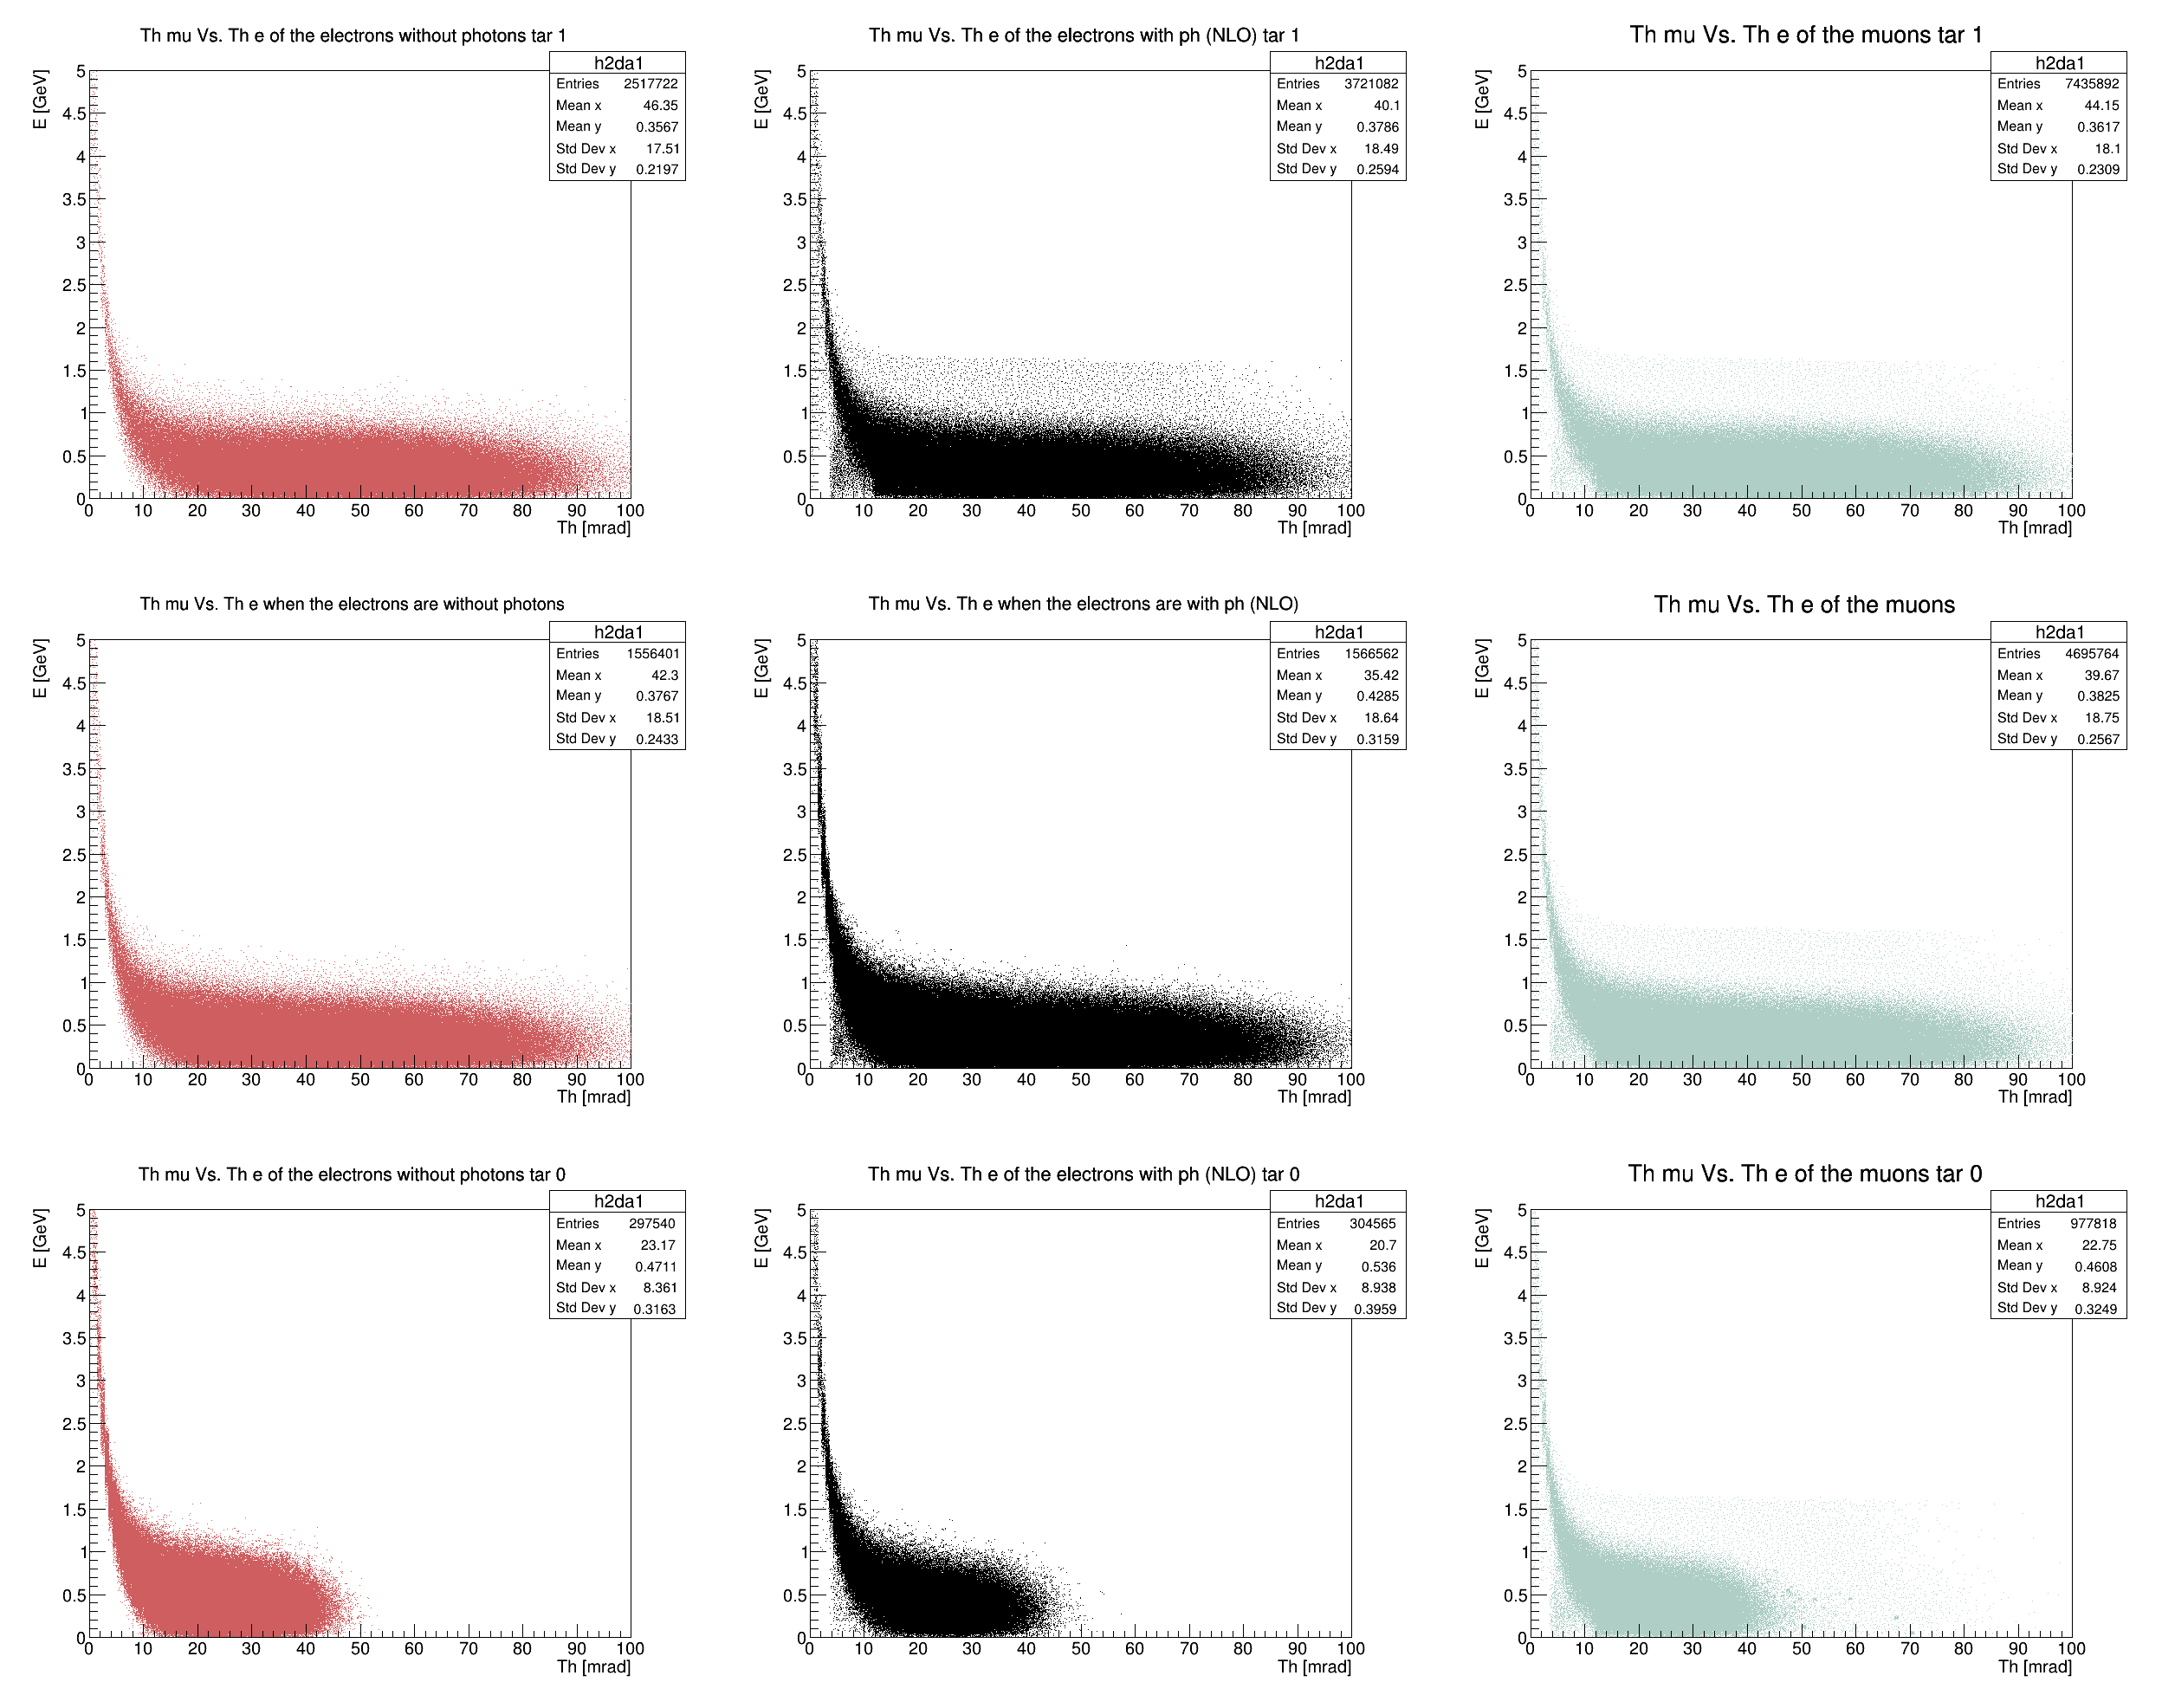 Th mu Vs. Th e of the electrons without photons tar 1
h2da1
Entries 2517722
Mean x 46.35
Mean y 0.3567
Std Dev x 17.51
Std Dev y 0.2197
E [GeV]
5
4.5
4
3.5
3
2.5
2
1.5
1
0.5
0
0 10 20 30 40 50 60 70 80 90 100
Th [mrad]
Th mu Vs. Th e of the electrons with ph (NLO) tar 1
h2da1
Entries 3721082
Mean x 40.1
Mean y 0.3786
Std Dev x 18.49
Std Dev y 0.2594
E [GeV]
5
4.5
4
3.5
3
2.5
2
1.5
1
0.5
0
0 10 20 30 40 50 60 70 80 90 100
Th [mrad]
Th mu Vs. Th e of the muons tar 1
h2da1
Entries 7435892
Mean x 44.15
Mean y 0.3617
Std Dev x 18.1
Std Dev y 0.2309
E [GeV]
5
4.5
4
3.5
3
2.5
2
1.5
1
0.5
0
0 10 20 30 40 50 60 70 80 90 100
Th [mrad]
Th mu Vs. Th e when the electrons are without photons
h2da1
Entries 1556401
Mean x 42.3
Mean y 0.3767
Std Dev x 18.51
Std Dev y 0.2433
E [GeV]
5
4.5
4
3.5
3
2.5
2
1.5
1
0.5
0
0 10 20 30 40 50 60 70 80 90 100
Th [mrad]
Th mu Vs. Th e when the electrons are with ph (NLO)
h2da1
Entries 1566562
Mean x 35.42
Mean y 0.4285
Std Dev x 18.64
Std Dev y 0.3159
E [GeV]
5
4.5
4
3.5
3
2.5
2
1.5
1
0.5
0
0 10 20 30 40 50 60 70 80 90 100
Th [mrad]
Th mu Vs. Th e of the muons
h2da1
Entries 4695764
Mean x 39.67
Mean y 0.3825
Std Dev x 18.75
Std Dev y 0.2567
E [GeV]
5
4.5
4
3.5
3
2.5
2
1.5
1
0.5
0
0 10 20 30 40 50 60 70 80 90 100
Th [mrad]
Th mu Vs. Th e of the electrons without photons tar 0
h2da1
Entries 297540
Mean x 23.17
Mean y 0.4711
Std Dev x 8.361
Std Dev y 0.3163
E [GeV]
5
4.5
4
3.5
3
2.5
2
1.5
1
0.5
0
0 10 20 30 40 50 60 70 80 90 100
Th [mrad]
Th mu Vs. Th e of the electrons with ph (NLO) tar 0
h2da1
Entries 304565
Mean x 20.7
Mean y 0.536
Std Dev x 8.938
Std Dev y 0.3959
E [GeV]
5
4.5
4
3.5
3
2.5
2
1.5
1
0.5
0
0 10 20 30 40 50 60 70 80 90 100
Th [mrad]
Th mu Vs. Th e of the muons tar 0
h2da1
Entries 977818
Mean x 22.75
Mean y 0.4608
Std Dev x 8.924
Std Dev y 0.3249
E [GeV]
5
4.5
4
3.5
3
2.5
2
1.5
1
0.5
0
0 10 20 30 40 50 60 70 80 90 100
Th [mrad]